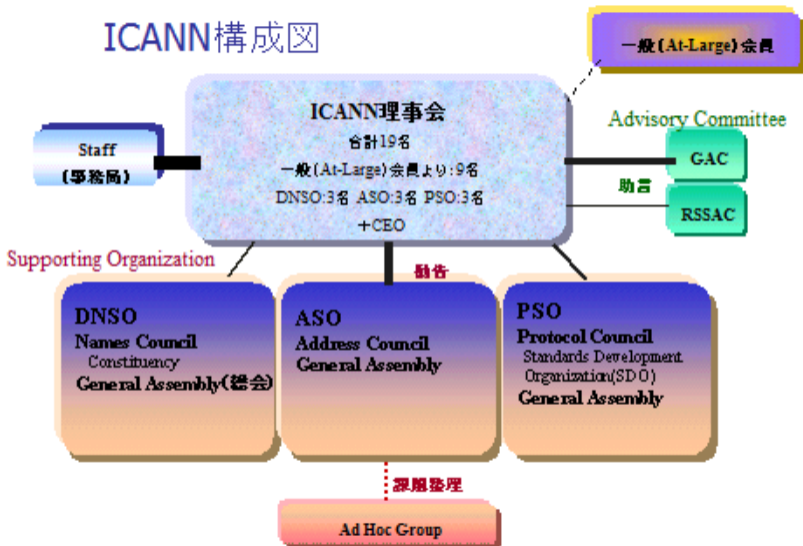 ICANN構成図
一般(At-Large)会員
ICANN理事会
合計19名
一般(At-Large)会員より:9名
DNSO:3名 ASO:3名 PSO:3名
+CEO
Staff
(事務局)
Advisory Committee
GAC
助言
RSSAC
Supporting Organization
勧告
DNSO
Names Council
Constituency
General Assembly(総会)
ASO
Address Council
General Assembly
PSO
Protocol Council
Standards Development
Organization(SDO)
General Assembly
課題整理
Ad Hoc Group